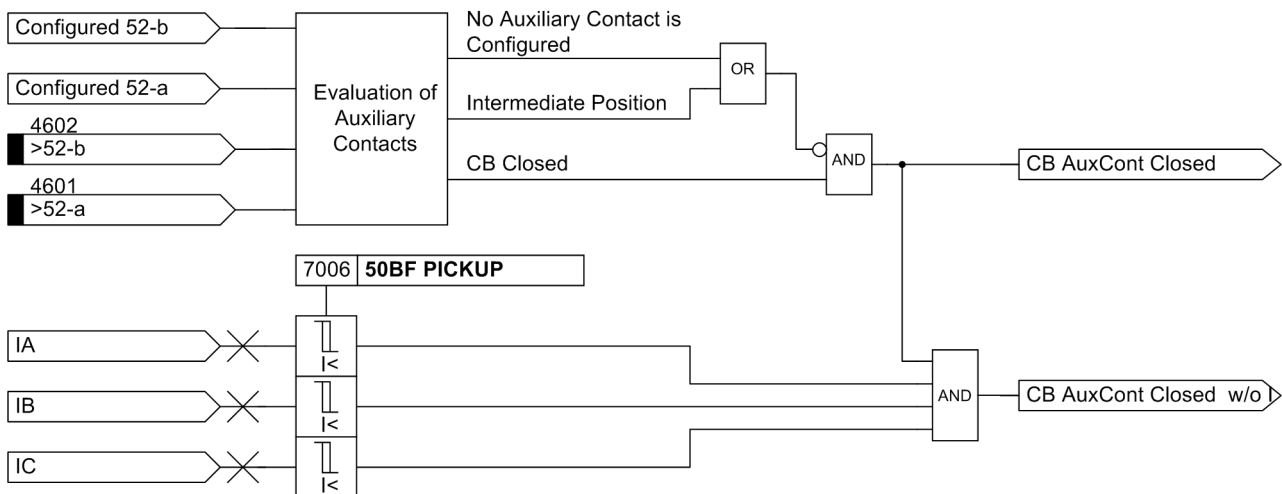 Configured 52-b
Configured 52-a
4602
>52-b
4601
>52-a
Evaluation of
Auxiliary
Contacts
No Auxiliary Contact is
Configured
Intermediate Position
CB Closed
OR
AND
CB AuxCont Closed
7006 50BF PICKUP
IA
I<
IB
I<
IC
I<
AND
CB AuxCont Closed w/o I